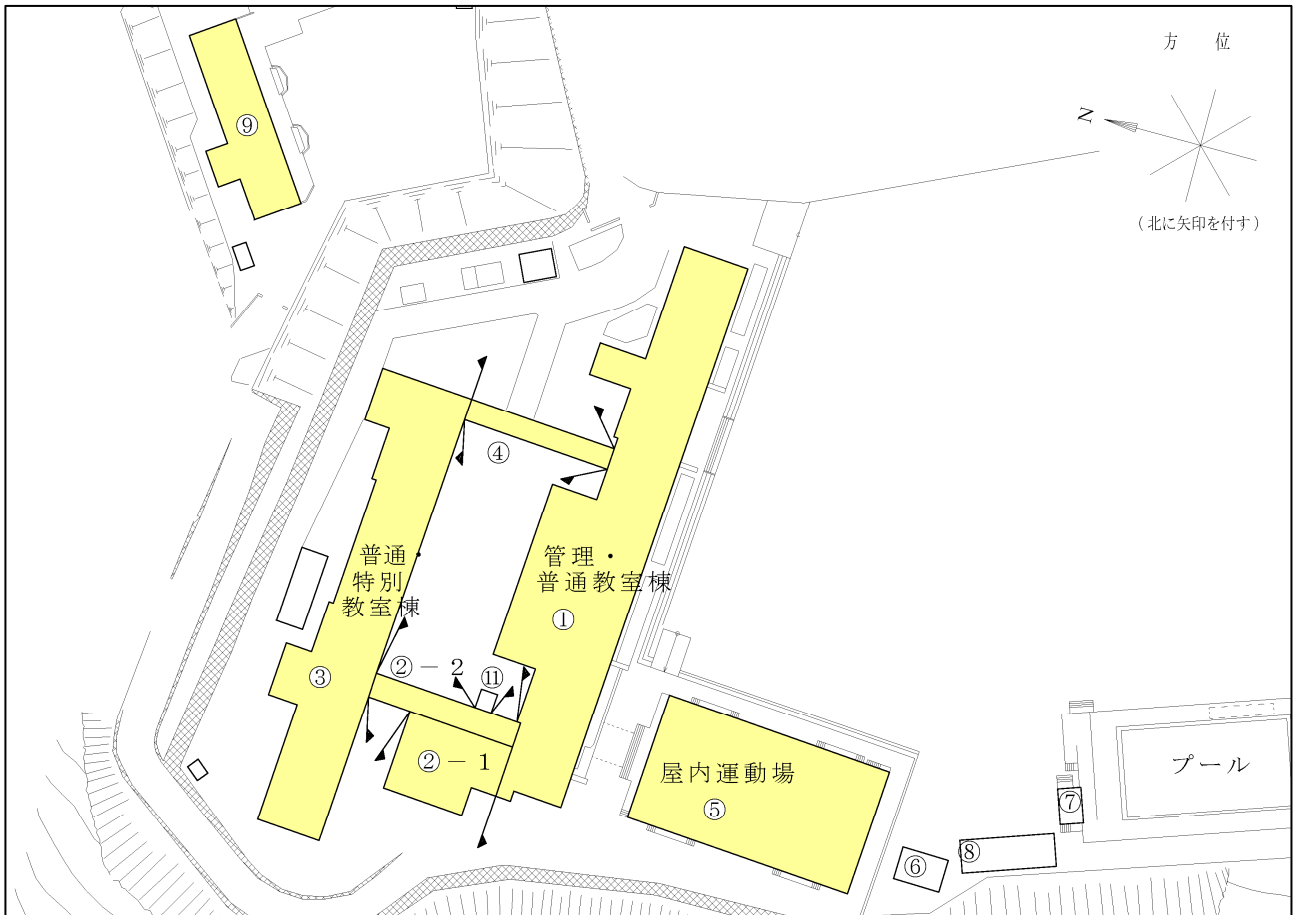 方 位
N
(北に矢印を付す)
⑨
④
普通・
特別
教室棟
管理・
普通教室棟
①
②-2
⑪
③
②-1
屋内運動場
⑤
プール
⑦
⑧
⑥